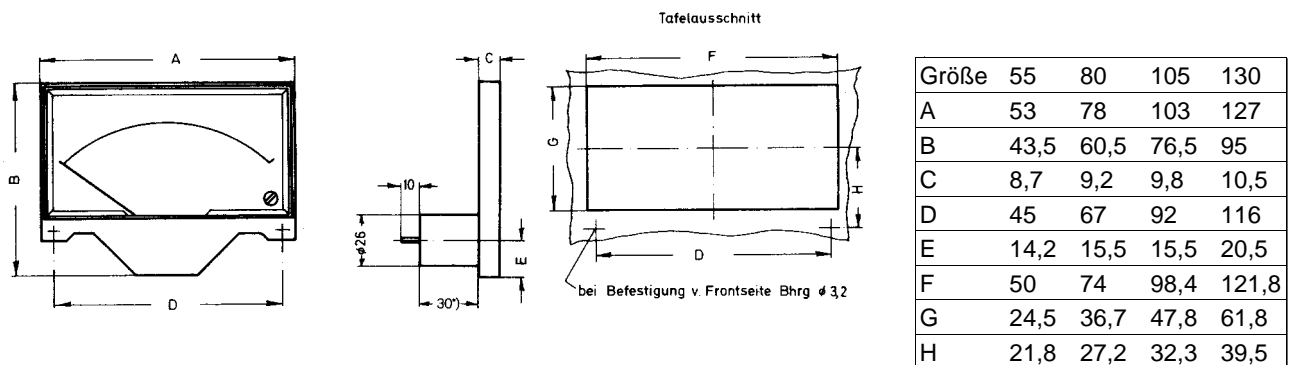 Tafelausschnitt
A
B
D
C
10
ø26
30*)
E
F
G
H
D
bei Befestigung v. Frontseite Bhrg ø 3,2
Größe 55 80 105 130
A 53 78 103 127
B 43,5 60,5 76,5 95
C 8,7 9,2 9,8 10,5
D 45 67 92 116
E 14,2 15,5 15,5 20,5
F 50 74 98,4 121,8
G 24,5 36,7 47,8 61,8
H 21,8 27,2 32,3 39,5